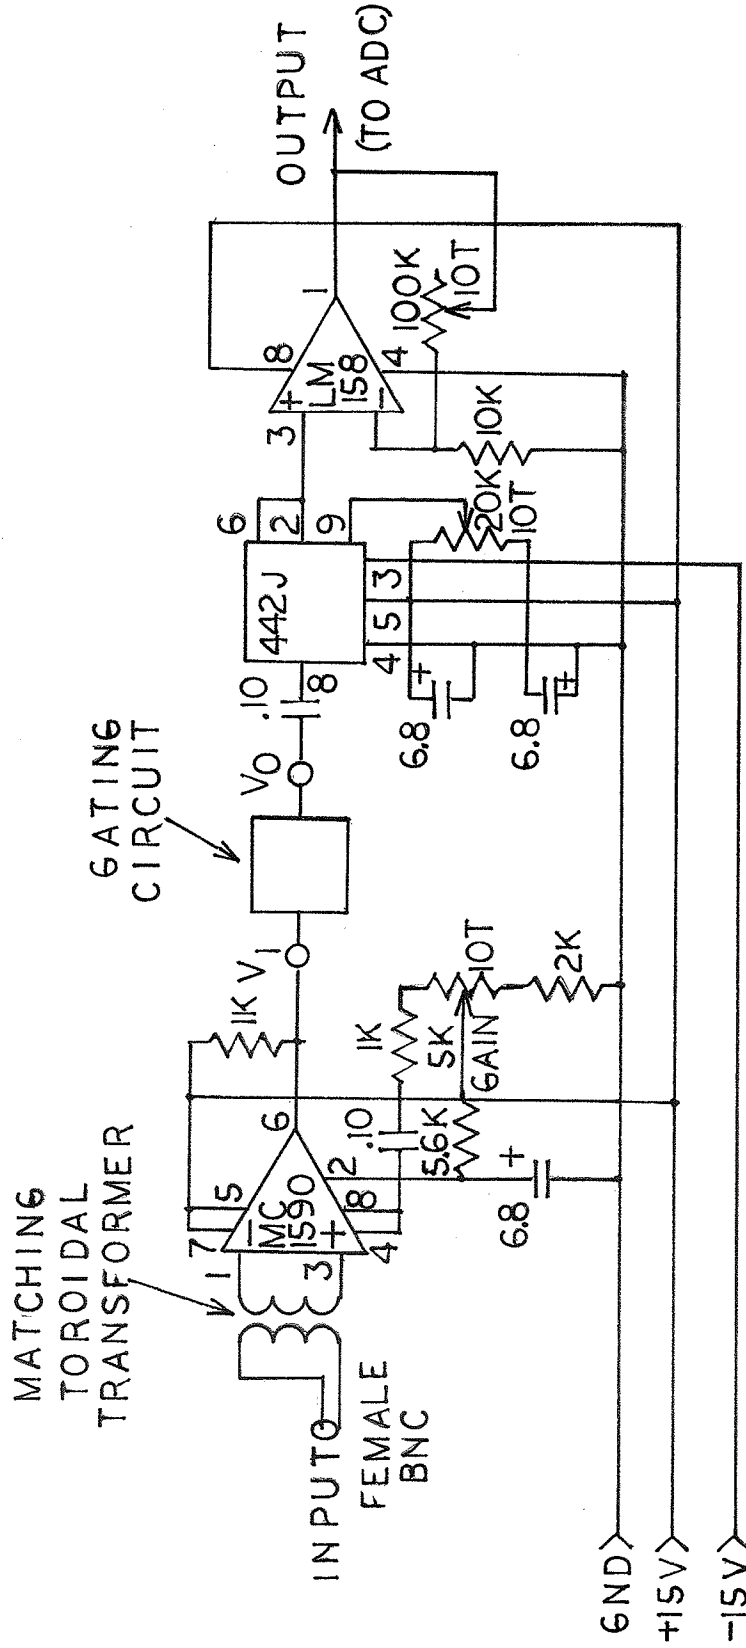 MATCHING
TOROIDAL
TRANSFORMER
GATING
CIRCUIT
OUTPUT
(TO ADC)
INPUT
FEMALE
BNC
1
3
7
5
MC
1590
−
+
6
2
8
4
1K
V1
VO
.10
8
442J
6
2
9
4
5
3
3
+
LM
158
−
8
1
4
100K
10T
10K
20K
10T
+
6.8
6.8
+
.10
1K
5K
10T
GAIN
2K
5.6K
+
6.8
GND
+15V
-15V